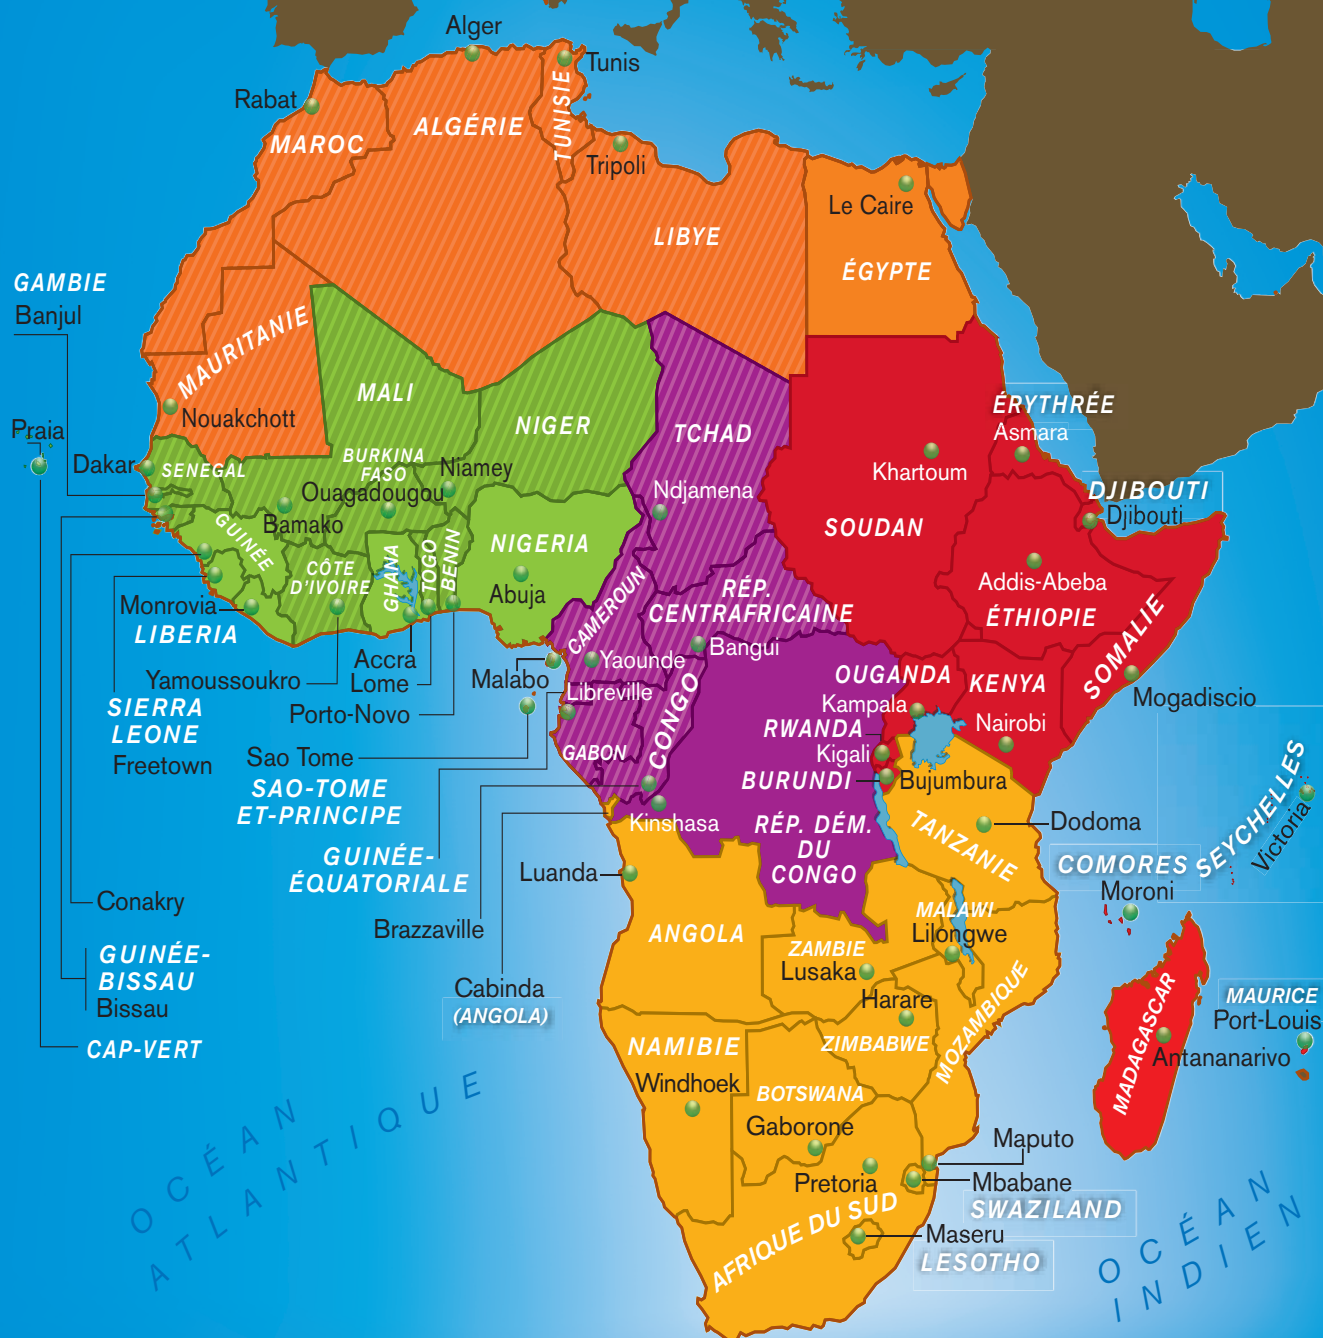 Alger
Tunis
Rabat
MAROC
ALGÉRIE
TUNISIE
Tripoli
Le Caire
LIBYE
ÉGYPTE
GAMBIE
Banjul
MAURITANIE
Nouakchott
MALI
NIGER
TCHAD
ÉRYTHRÉE
Asmara
Praia
Dakar
SENEGAL
BURKINA
FASO
Niamey
Ouagadougou
Bamako
Ndjamena
Khartoum
SOUDAN
DJIBOUTI
Djibouti
GUINÉE
CÔTE
D'IVOIRE
GHANA
TOGO
BENIN
NIGERIA
Abuja
CAMEROUN
RÉP.
CENTRAFRICAINE
Addis-Abeba
ÉTHIOPIE
SOMALIE
Monrovia
LIBERIA
Accra
Lome
Yamoussoukro
Porto-Novo
Malabo
Yaounde
Bangui
Libreville
OUGANDA
Kampala
KENYA
Nairobi
Mogadiscio
SIERRA
LEONE
Freetown
Sao Tome
SAO-TOME
ET-PRINCIPE
GABON
CONGO
RWANDA
Kigali
BURUNDI
Bujumbura
Kinshasa
RÉP. DÉM.
DU
CONGO
TANZANIE
Dodoma
SEYCHELLES
Victoria
GUINÉE-
ÉQUATORIALE
Luanda
COMORES
Moroni
Conakry
Brazzaville
ANGOLA
MALAWI
Lilongwe
ZAMBIE
Lusaka
GUINÉE-
BISSAU
Bissau
Cabinda
(ANGOLA)
Harare
MOZAMBIQUE
MADAGASCAR
Antananarivo
MAURICE
Port-Louis
CAP-VERT
NAMIBIE
Windhoek
ZIMBABWE
BOTSWANA
Gaborone
Maputo
Pretoria
Mbabane
SWAZILAND
AFRIQUE DU SUD
Maseru
LESOTHO
OCÉAN
ATLANTIQUE
OCÉAN
INDIEN